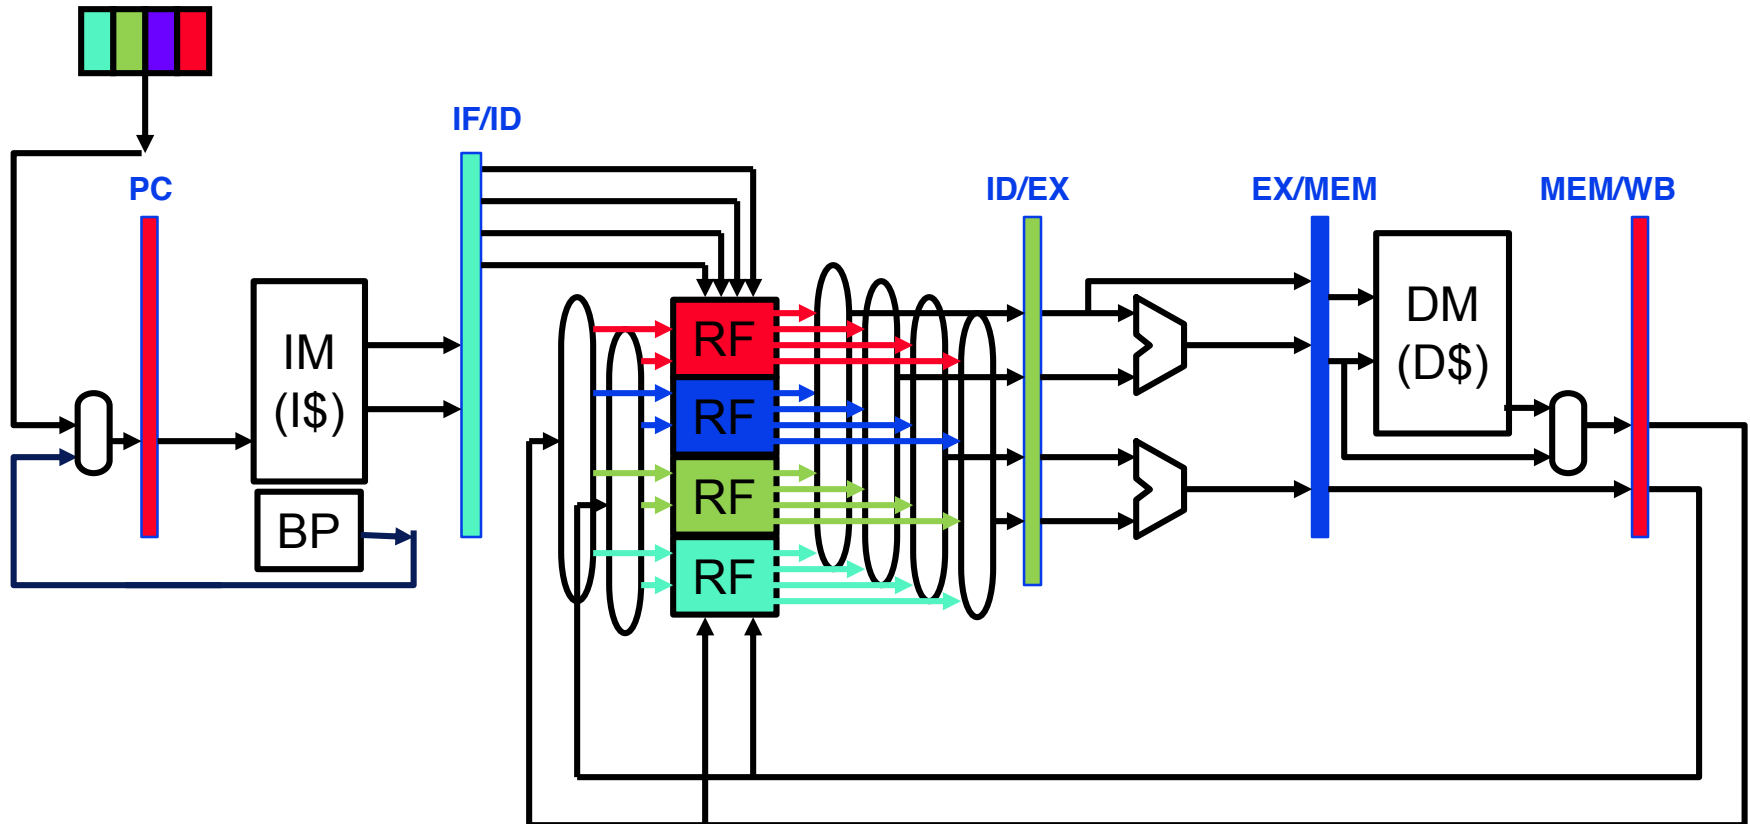 IF/ID
PC
ID/EX
EX/MEM
MEM/WB
IM
(I$)
BP
RF
RF
RF
RF
DM
(D$)